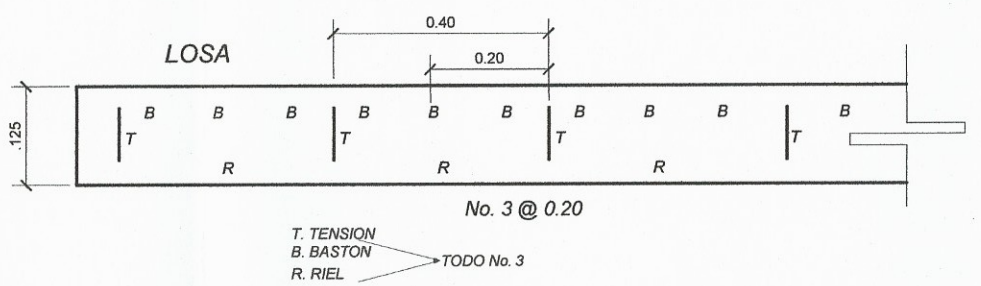 0.40
LOSA
0.20
B B B B B B B B B B
T T T T
.125
R R R
No. 3 @ 0.20
T. TENSION
B. BASTON
TODO No. 3
R. RIEL